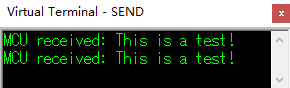 Virtual Terminal - SEND
MCU received: This is a test!
MCU received: This is a test!